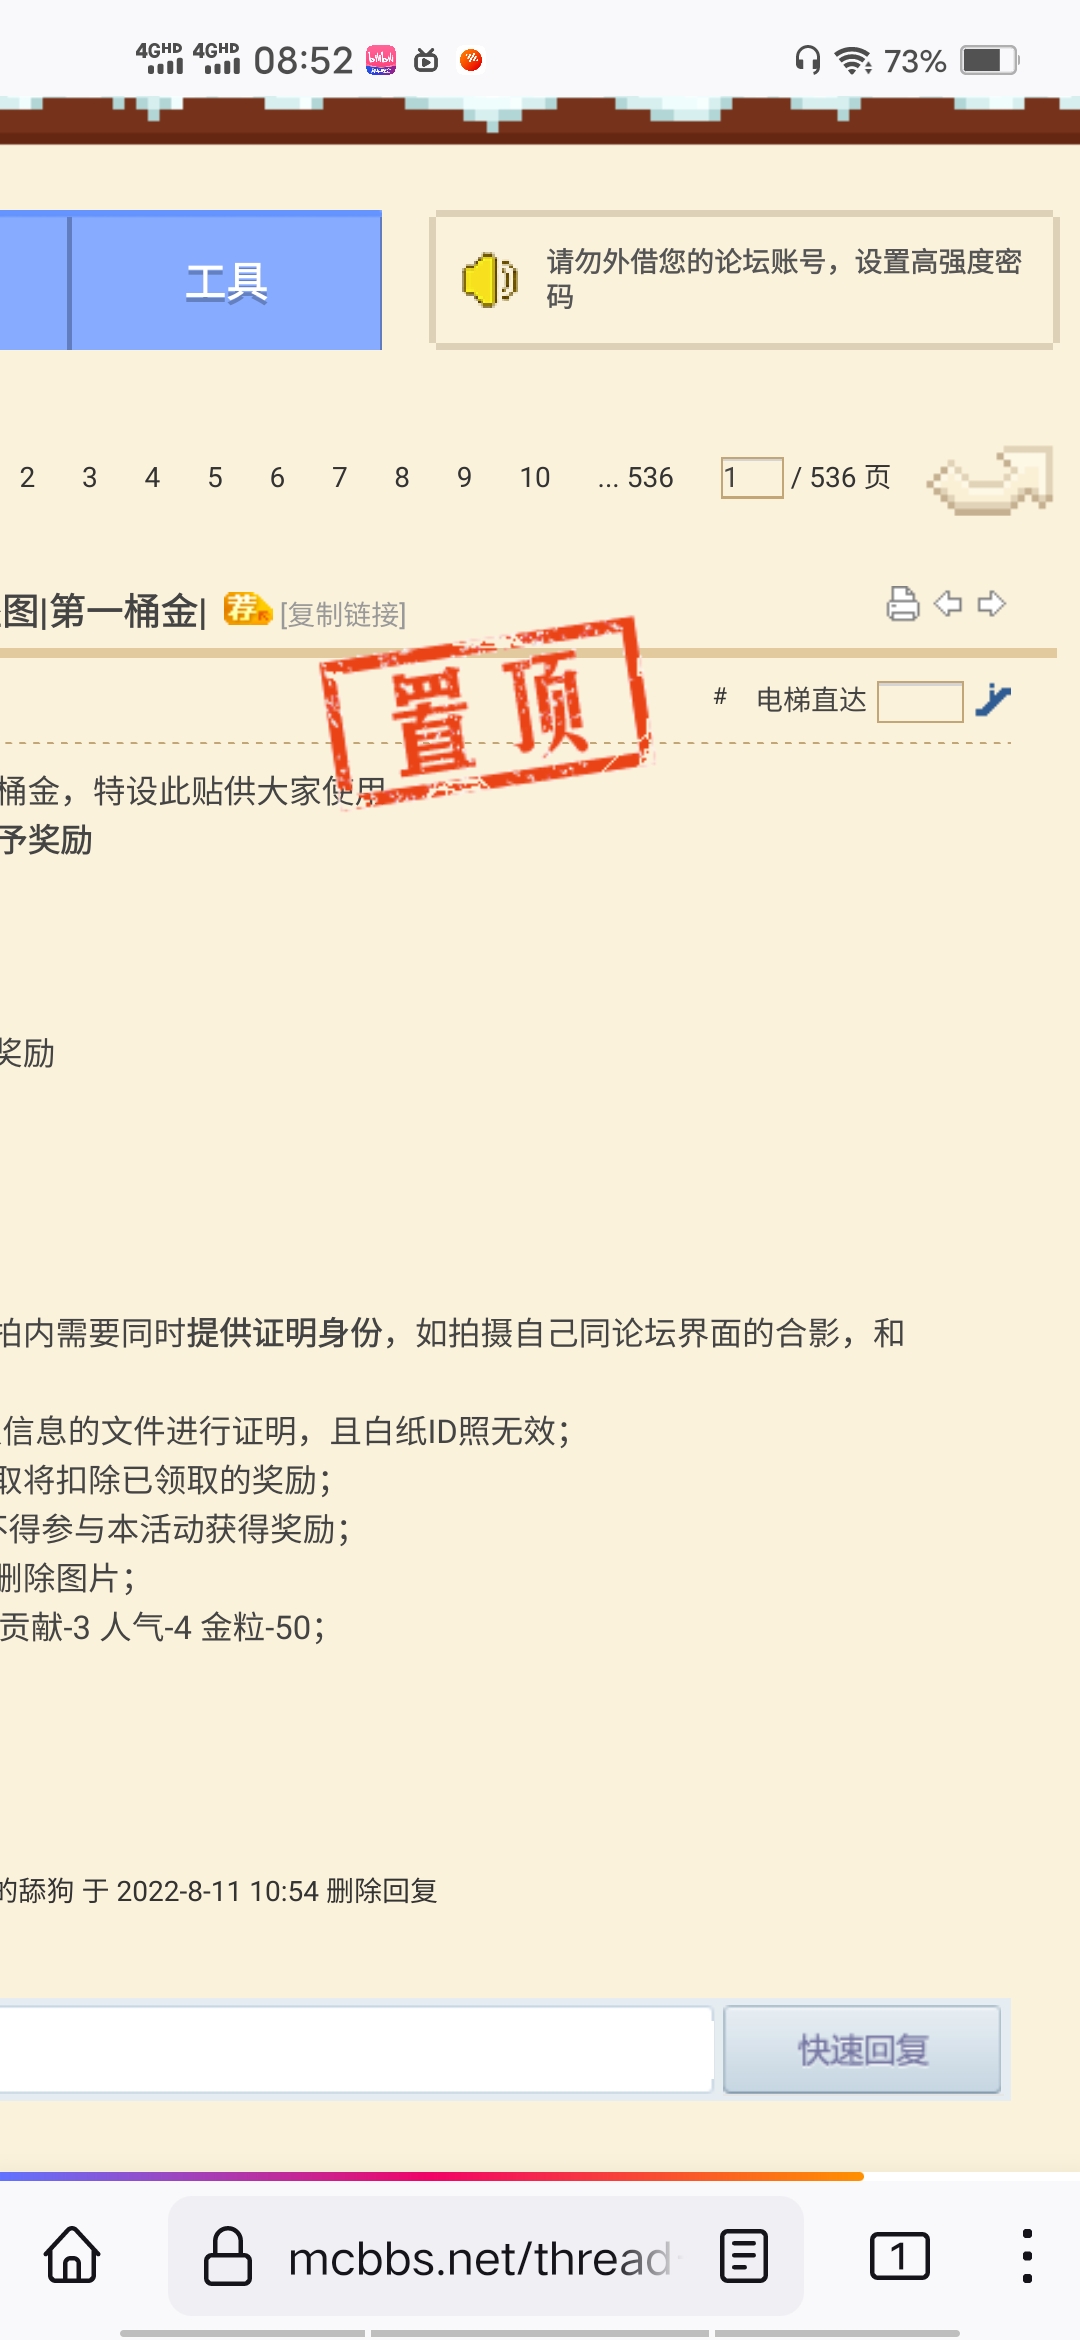 4GHD 4GHD 08:52 73%
工具
请勿外借您的论坛账号，设置高强度密
码
2 3 4 5 6 7 8 9 10 ... 536 1 / 536 页
图|第一桶金| 荐 [复制链接]
置顶
# 电梯直达
桶金，特设此贴供大家使用
予奖励
奖励
拍内需要同时提供证明身份，如拍摄自己同论坛界面的合影，和
信息的文件进行证明，且白纸ID照无效；
取将扣除已领取的奖励；
不得参与本活动获得奖励；
删除图片；
贡献-3 人气-4 金粒-50；
的舔狗 于 2022-8-11 10:54 删除回复
快速回复
mcbbs.net/thread
1